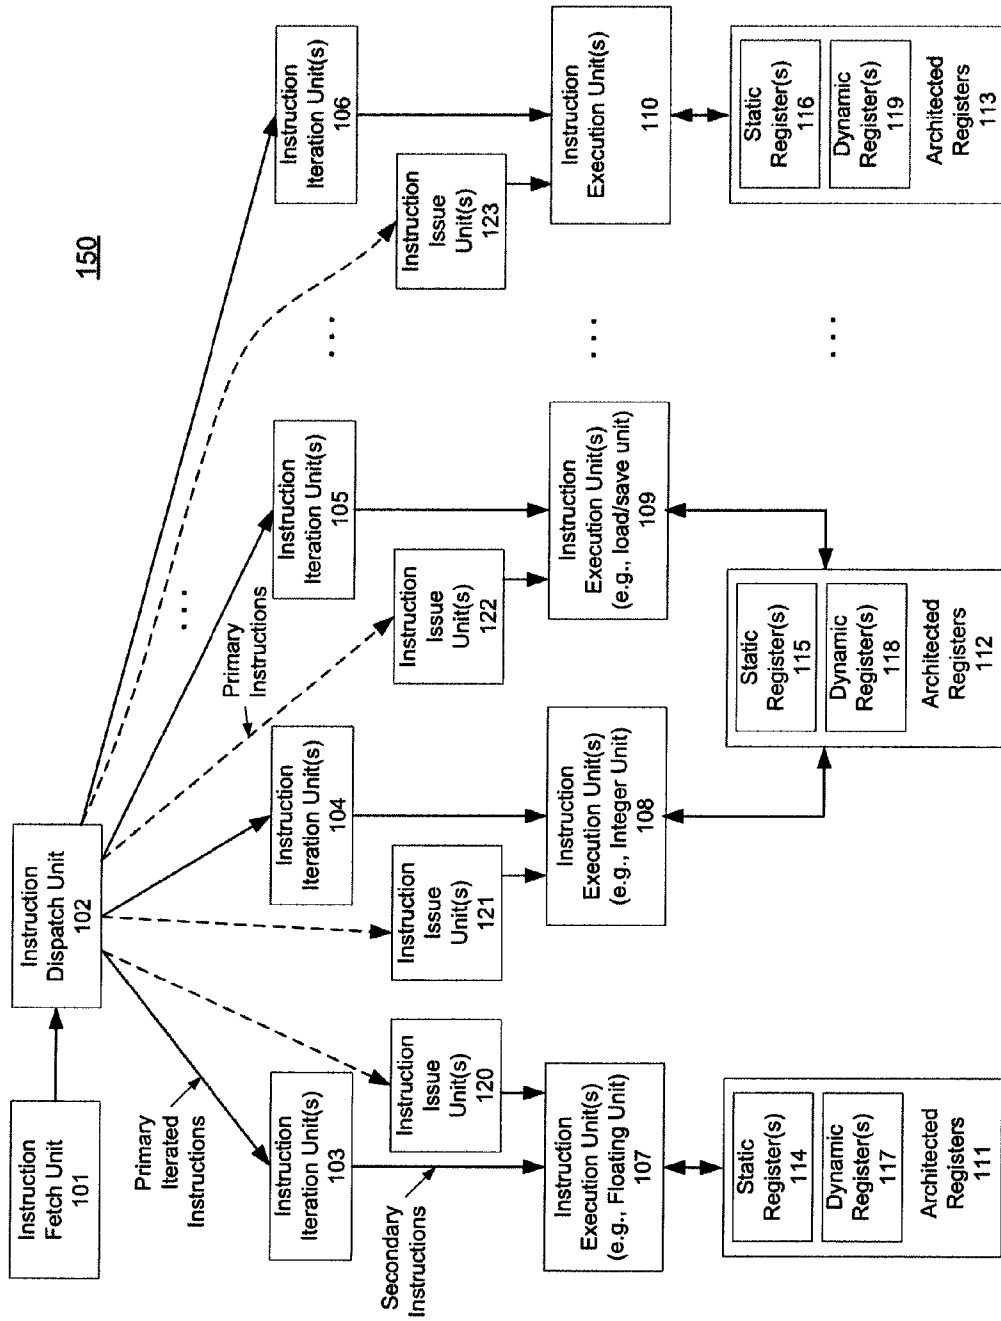 150
Instruction
Fetch Unit
101
Instruction
Dispatch Unit
102
Primary
Iterated
Instructions
Primary
Instructions
. . .
Instruction
Iteration Unit(s)
103
Instruction
Iteration Unit(s)
104
Instruction
Iteration Unit(s)
105
. . .
Instruction
Iteration Unit(s)
106
Secondary
Instructions
Instruction
Issue
Unit(s)
120
Instruction
Issue
Unit(s)
121
Instruction
Issue
Unit(s)
122
Instruction
Issue
Unit(s)
123
Instruction
Execution Unit(s)
(e.g., Floating Unit)
107
Instruction
Execution Unit(s)
(e.g., Integer Unit)
108
Instruction
Execution Unit(s)
(e.g., load/save unit)
109
. . .
Instruction
Execution Unit(s)
110
Static
Register(s)
114
Dynamic
Register(s)
117
Architected
Registers
111
Static
Register(s)
115
Dynamic
Register(s)
118
Architected
Registers
112
. . .
Static
Register(s)
116
Dynamic
Register(s)
119
Architected
Registers
113